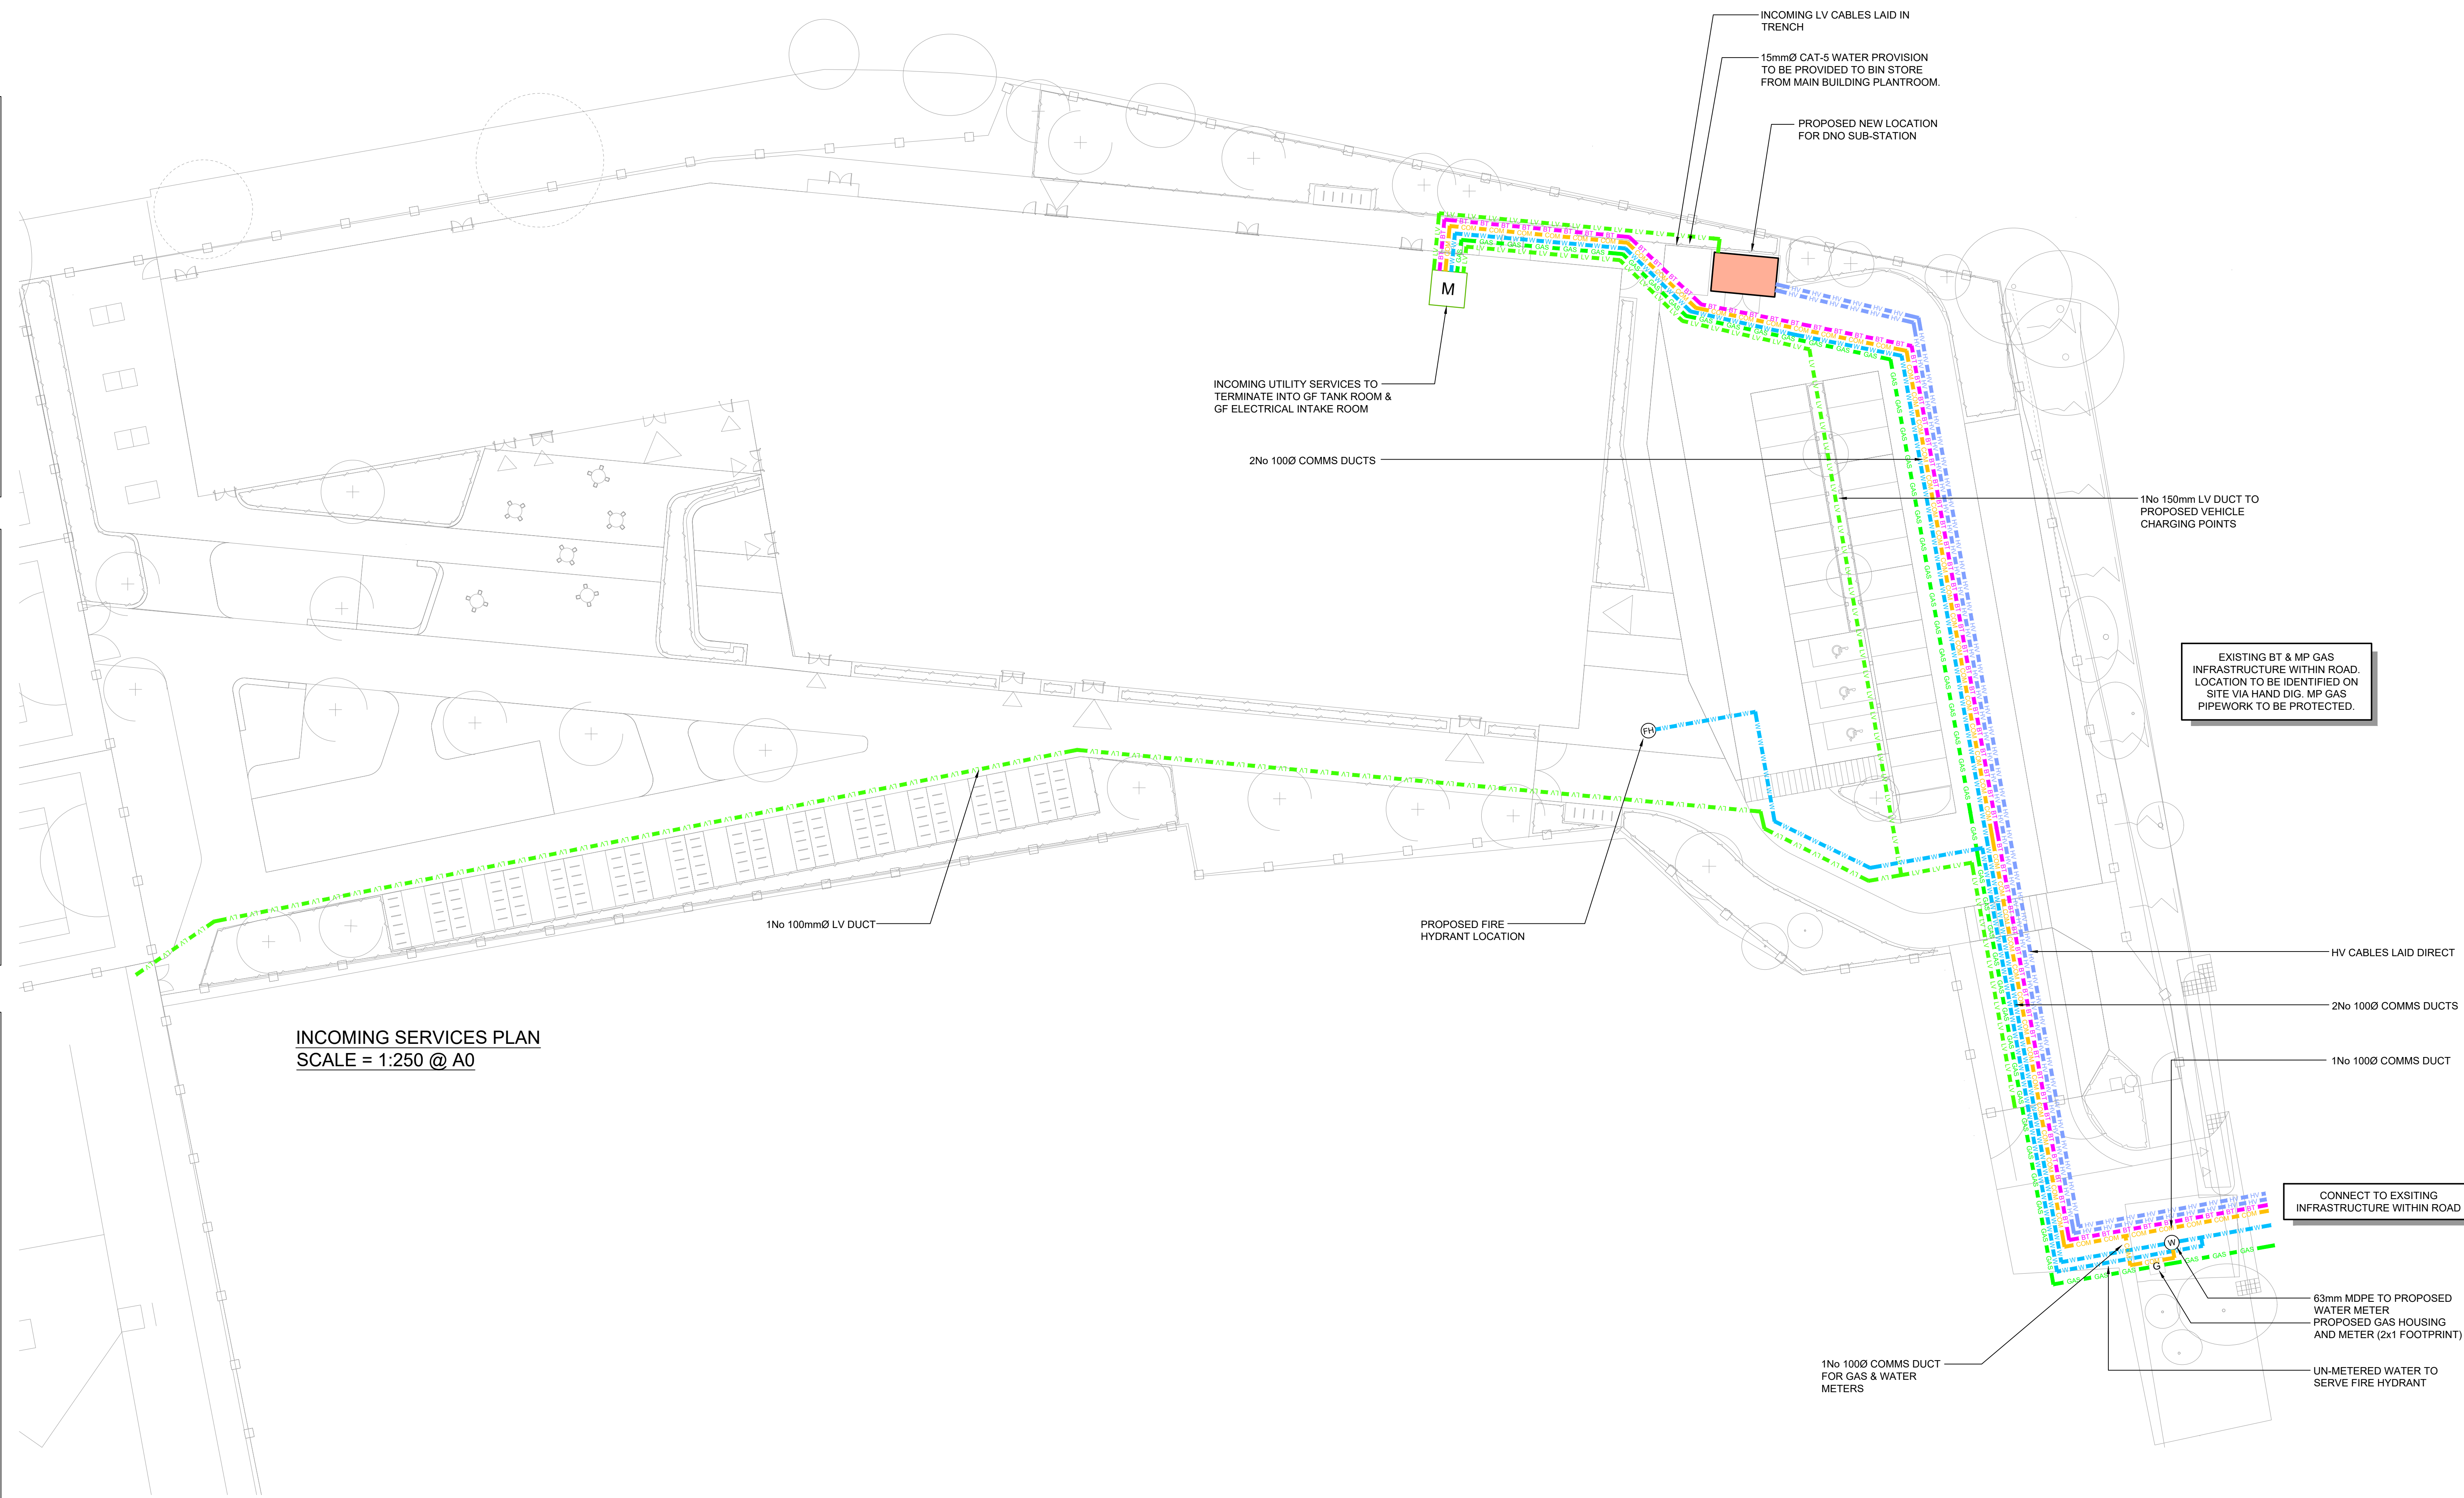 INCOMING LV CABLES LAID IN
TRENCH
15mmØ CAT-5 WATER PROVISION
TO BE PROVIDED TO BIN STORE
FROM MAIN BUILDING PLANTROOM.
PROPOSED NEW LOCATION
FOR DNO SUB-STATION
M
INCOMING UTILITY SERVICES TO
TERMINATE INTO GF TANK ROOM &
GF ELECTRICAL INTAKE ROOM
2No 100Ø COMMS DUCTS
1No 150mm LV DUCT TO
PROPOSED VEHICLE
CHARGING POINTS
EXISTING BT & MP GAS
INFRASTRUCTURE WITHIN ROAD.
LOCATION TO BE IDENTIFIED ON
SITE VIA HAND DIG. MP GAS
PIPEWORK TO BE PROTECTED.
FH
1No 100mmØ LV DUCT
PROPOSED FIRE
HYDRANT LOCATION
HV CABLES LAID DIRECT
2No 100Ø COMMS DUCTS
INCOMING SERVICES PLAN
SCALE = 1:250 @ A0
1No 100Ø COMMS DUCT
CONNECT TO EXSITING
INFRASTRUCTURE WITHIN ROAD
W
G
63mm MDPE TO PROPOSED
WATER METER
PROPOSED GAS HOUSING
AND METER (2x1 FOOTPRINT)
1No 100Ø COMMS DUCT
FOR GAS & WATER
METERS
UN-METERED WATER TO
SERVE FIRE HYDRANT
LV
BT
COM
W
GAS
HV